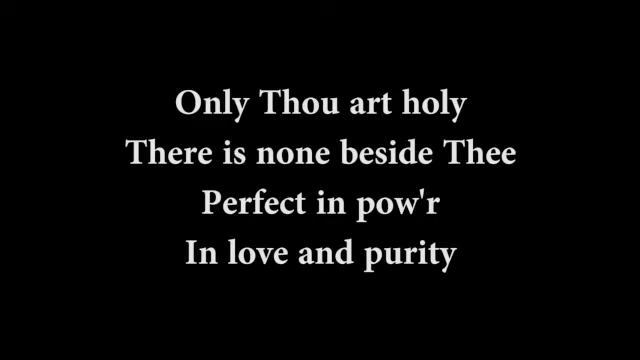 Only Thou art holy
There is none beside Thee
Perfect in pow'r
In love and purity